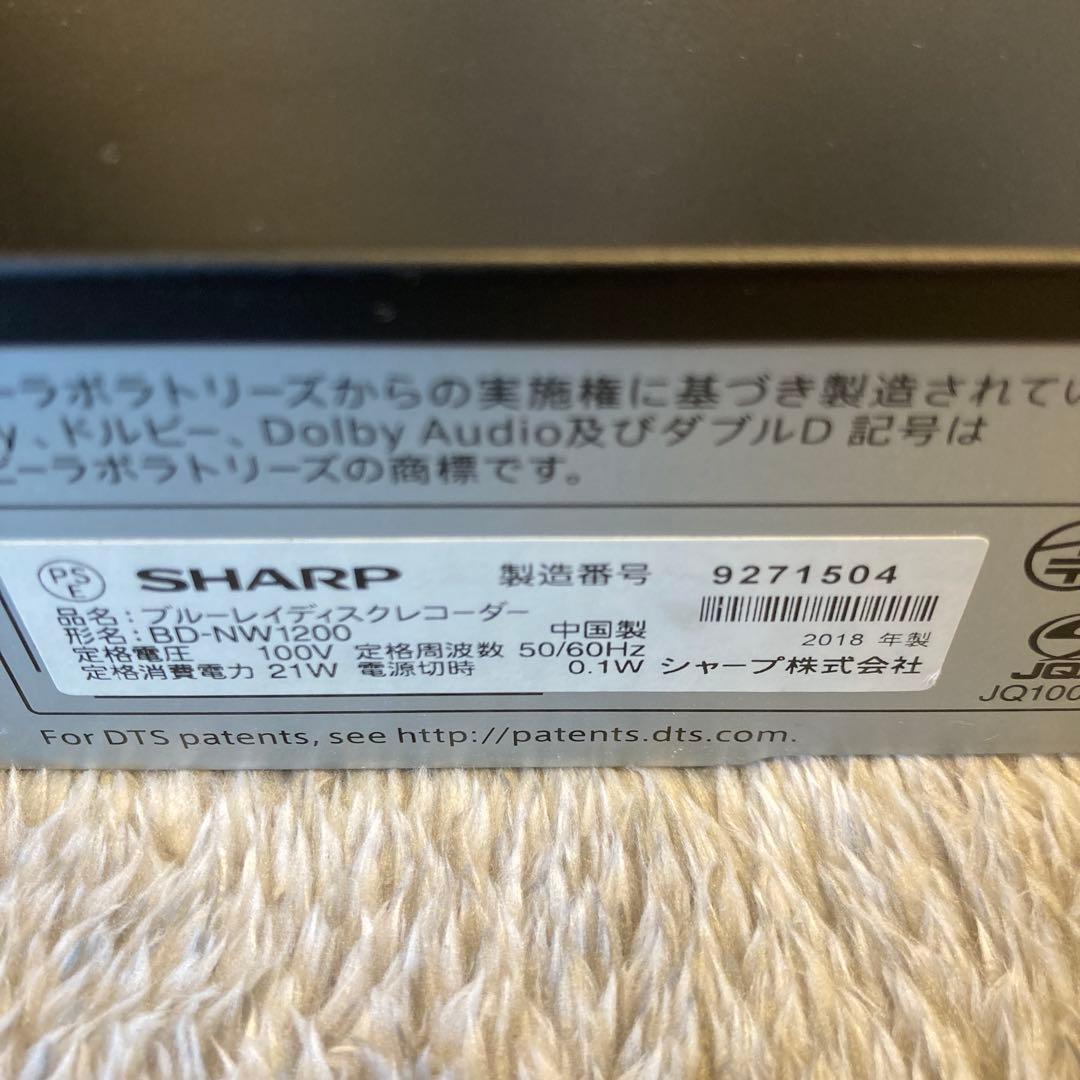 ーラボラトリーズからの実施権に基づき製造されてい
y 、ドルビー、Dolby Audio及びダブルD 記号は
ビーラボラトリーズの商標です。
PS
E
SHARP 製造番号 9271504
品名:ブルーレイディスクレコーダー
形名:BD-NW1200 中国製 2018 年製
定格電圧 100V 定格周波数 50/60Hz
定格消費電力 21W 電源切時 0.1W シャープ株式会社
JQ100
For DTS patents, see http://patents.dts.com.